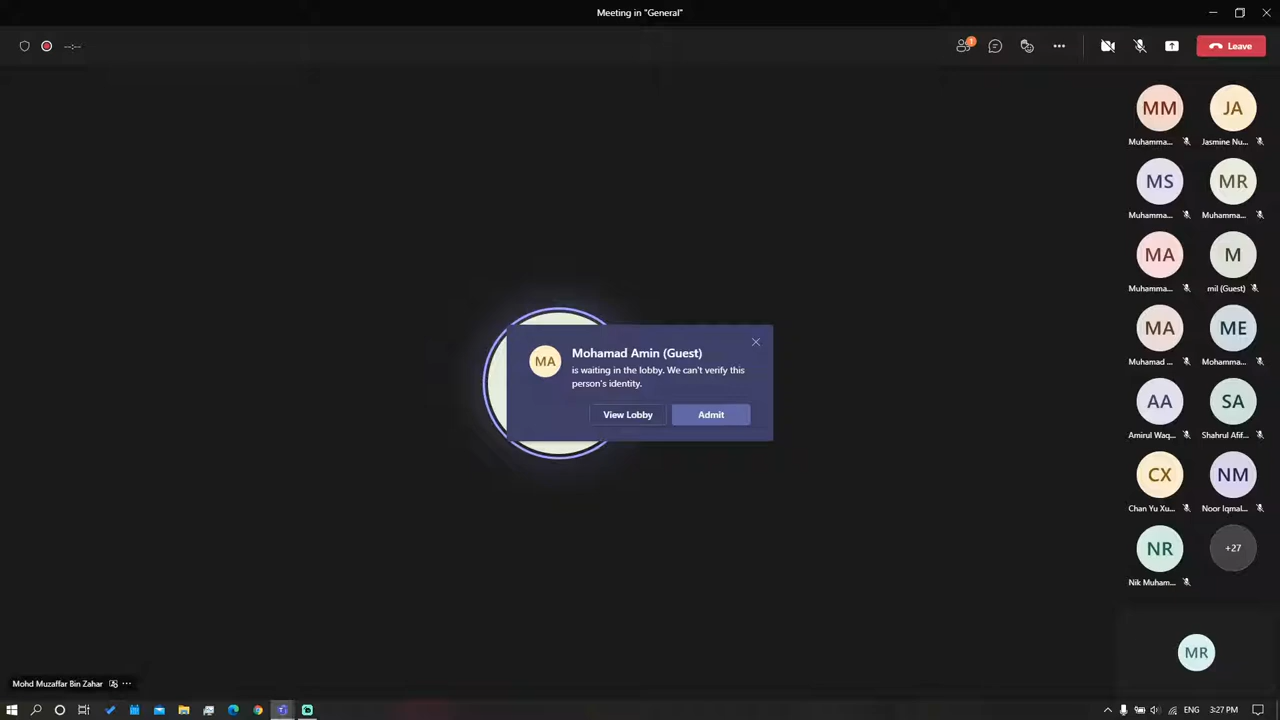 Meeting in "General"
--:--
1
Leave
MM
JA
Muhamma...
Jasmine Nu...
MS
MR
Muhamma...
Muhamma...
MA
M
Muhamma...
mil (Guest)
MA
ME
Muhamad ...
Mohamma...
AA
SA
Amirul Waq...
Shahrul Afif...
CX
NM
Chan Yu Xu...
Noor Iqmal...
NR
+27
Nik Muham...
MR
MA
Mohamad Amin (Guest)
is waiting in the lobby. We can't verify this
person's identity.
View Lobby
Admit
Mohd Muzaffar Bin Zahar
ENG
3:27 PM